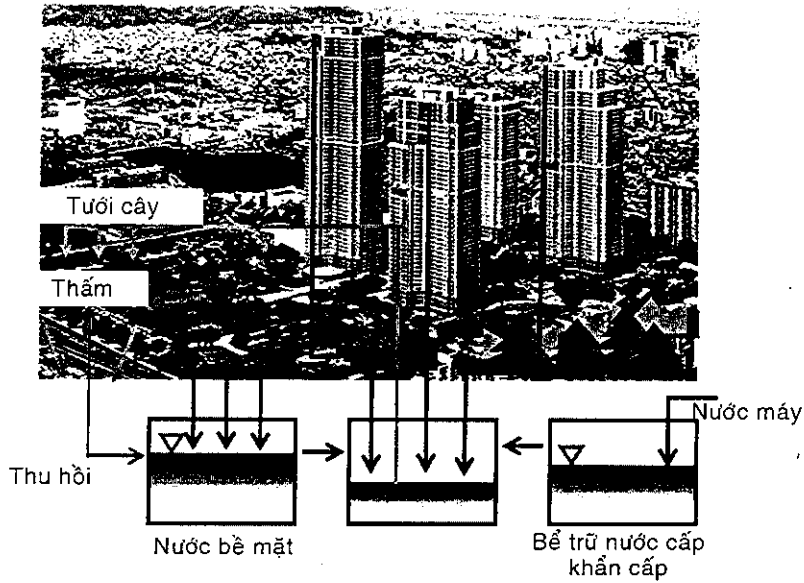 Tưới cây
Thấm
Nước máy
Thu hồi
Nước bề mặt
Bể trữ nước cấp
khẩn cấp